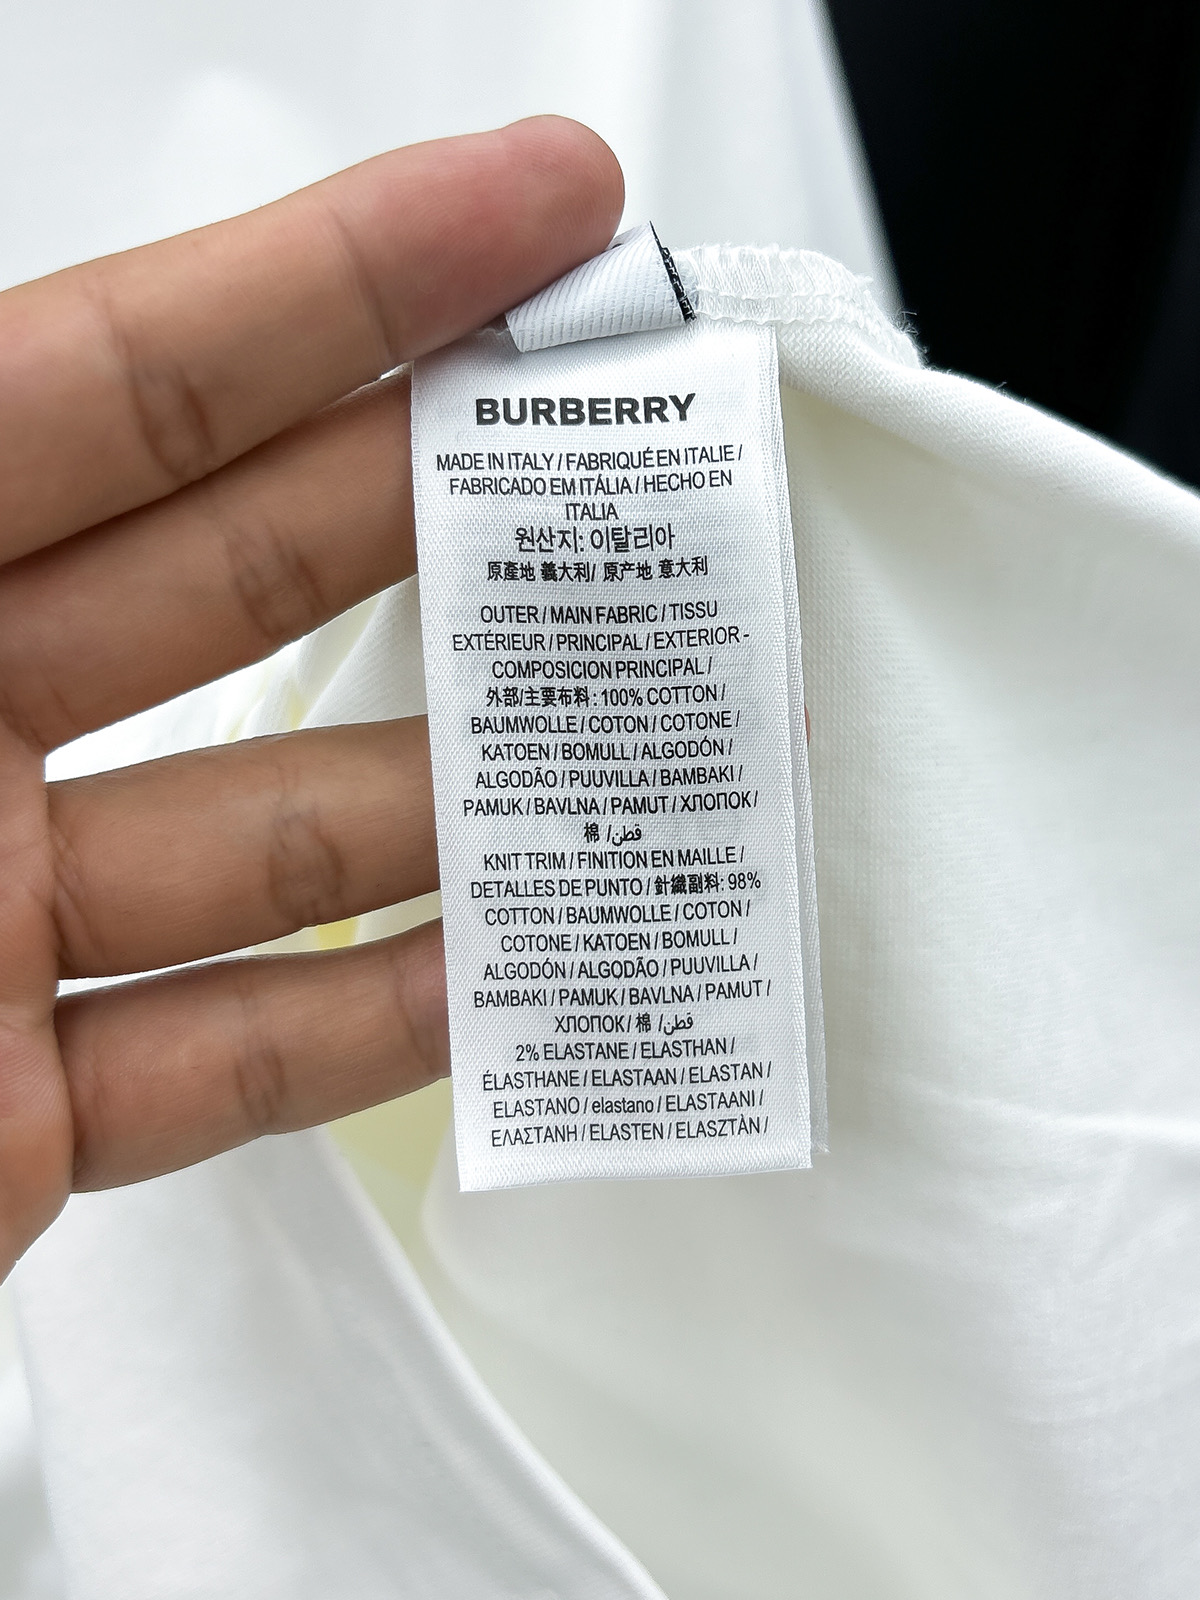 BURBERRY
MADE IN ITALY / FABRIQUÉ EN ITALIE /
FABRICADO EM ITÁLIA / HECHO EN
ITALIA
원산지: 이탈리아
原產地 義大利/ 原产地 意大利
OUTER / MAIN FABRIC / TISSU
EXTÉRIEUR / PRINCIPAL / EXTERIOR -
COMPOSICION PRINCIPAL /
外部/主要布料 : 100% COTTON /
BAUMWOLLE / COTON / COTONE /
KATOEN / BOMULL / ALGODÓN /
ALGODÃO / PUUVILLA / BAMBAKI /
PAMUK / BAVLNA / PAMUT / ХЛОПОК /
棉 /قطن
KNIT TRIM / FINITION EN MAILLE /
DETALLES DE PUNTO / 針織副料: 98%
COTTON / BAUMWOLLE / COTON /
COTONE / KATOEN / BOMULL /
ALGODÓN / ALGODÃO / PUUVILLA /
BAMBAKI / PAMUK / BAVLNA / PAMUT /
ХЛОПОК / 棉 /قطن
2% ELASTANE / ELASTHAN /
ÉLASTHANE / ELASTAAN / ELASTAN /
ELASTANO / elastano / ELASTAANI /
ΕΛΑΣΤΑΝΗ / ELASTEN / ELASZTÀN /